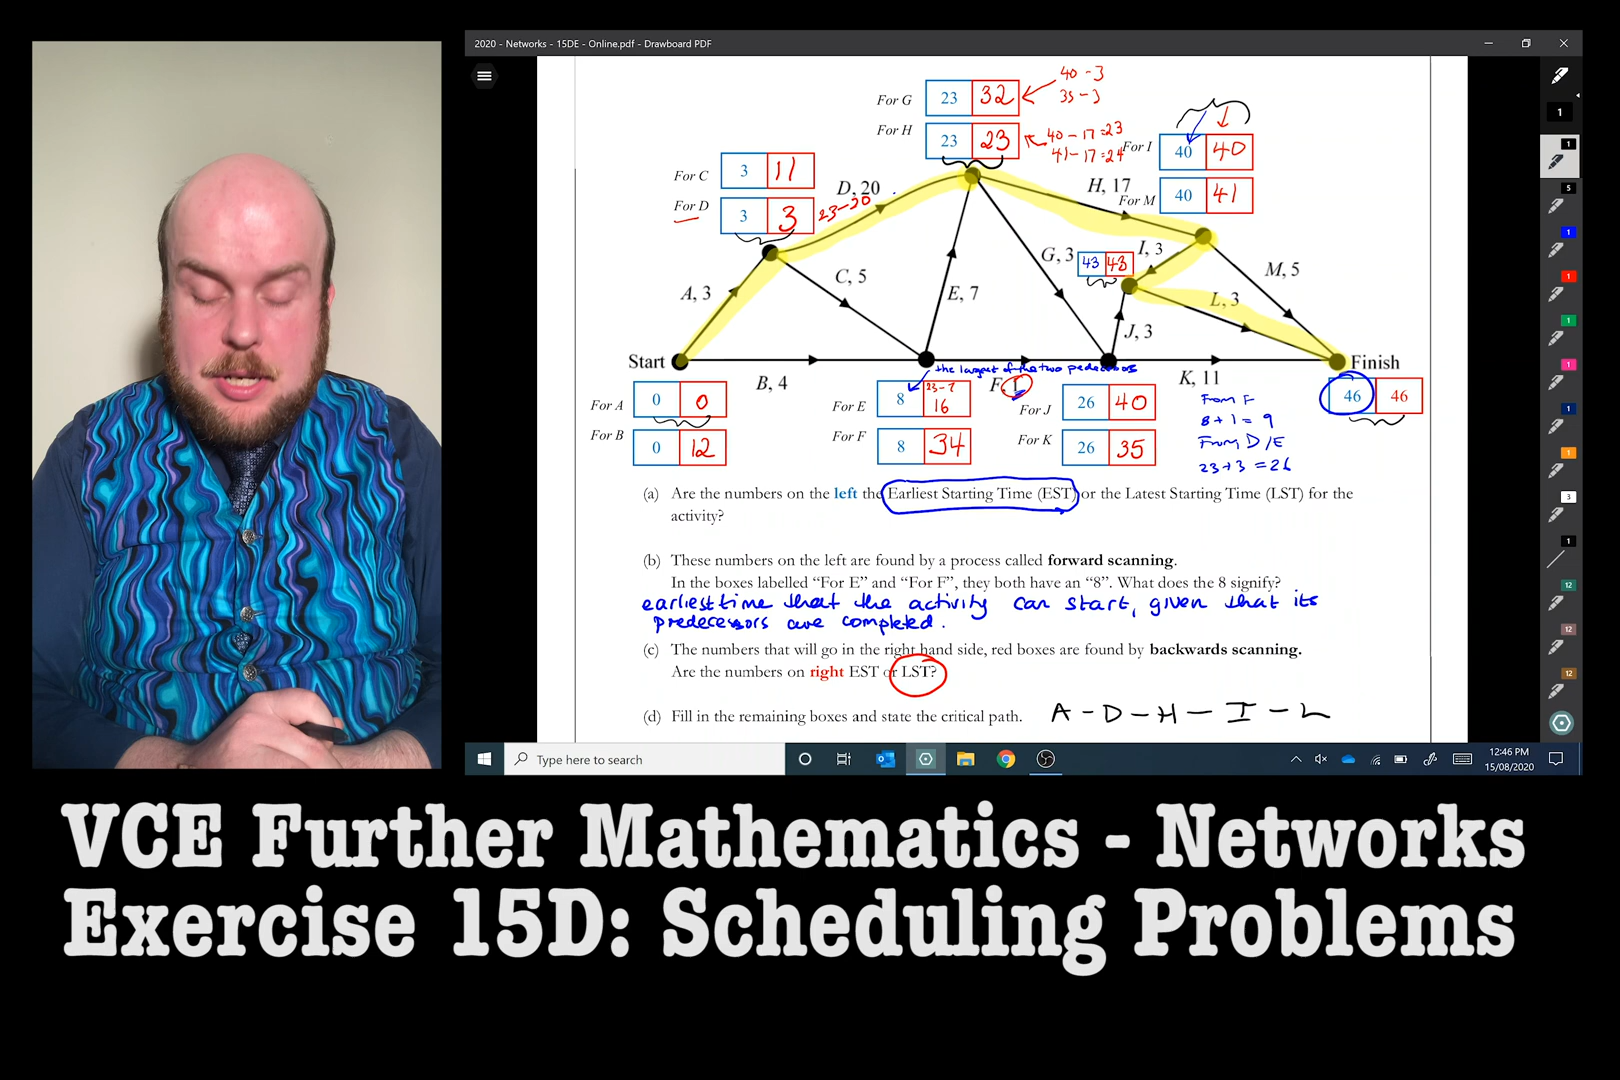 2020 - Networks - 15DE - Online.pdf - Drawboard PDF
40 - 3
35 - 3
For G 23 32
For H 23 23
40 - 17 = 23
41 - 17 = 24
For I 40 40
For M 40 41
For C 3 11
For D 3 3 23-20
D, 20
H, 17
A, 3
C, 5
E, 7
G, 3
43 43
I, 3
M, 5
L, 3
J, 3
Start
Finish
B, 4
the largest of the two predecessors
F, 1
K, 11
For A 0 0
For B 0 12
For E 8 23-7 16
For F 8 34
For J 26 40
For K 26 35
46 46
From F
8 + 1 = 9
From D/E
23+3 = 26
(a) Are the numbers on the left the Earliest Starting Time (EST) or the Latest Starting Time (LST) for the
activity?
(b) These numbers on the left are found by a process called forward scanning.
In the boxes labelled “For E” and “For F”, they both have an “8”. What does the 8 signify?
earliest time that the activity can start, given that its
predecessors are completed.
(c) The numbers that will go in the right hand side, red boxes are found by backwards scanning.
Are the numbers on right EST or LST?
(d) Fill in the remaining boxes and state the critical path. A - D - H - I - L
Type here to search
12:46 PM
15/08/2020
VCE Further Mathematics - Networks
Exercise 15D: Scheduling Problems